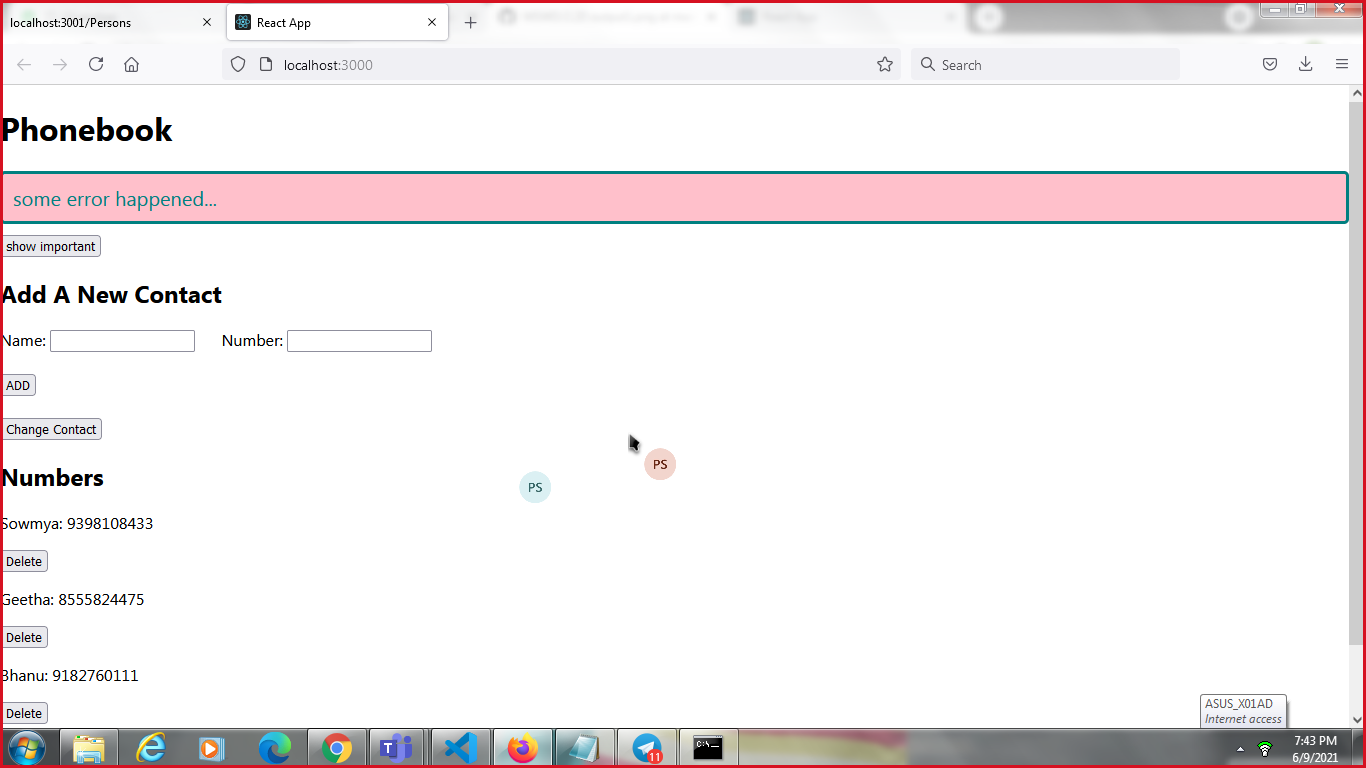 localhost:3001/Persons
React App
localhost:3000
Search
Phonebook
some error happened...
show important
Add A New Contact
Name:
Number:
ADD
Change Contact
PS
PS
Numbers
Sowmya: 9398108433
Delete
Geetha: 8555824475
Delete
Bhanu: 9182760111
Delete
ASUS_X01AD
Internet access
11
C:\
7:43 PM
6/9/2021